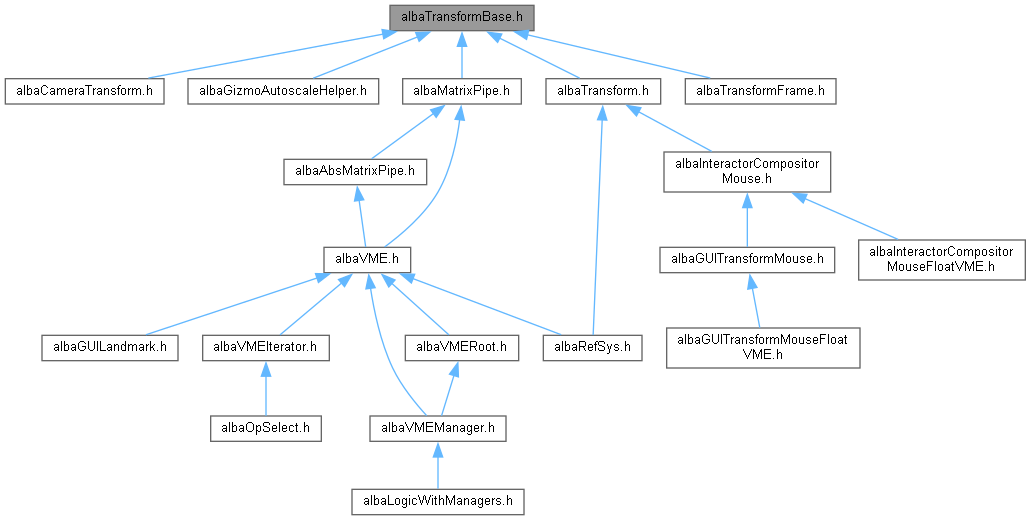 albaTransformBase.h
albaCameraTransform.h
albaGizmoAutoscaleHelper.h
albaMatrixPipe.h
albaTransform.h
albaTransformFrame.h
albaAbsMatrixPipe.h
albaInteractorCompositor
Mouse.h
albaVME.h
albaGUITransformMouse.h
albaInteractorCompositor
MouseFloatVME.h
albaGUILandmark.h
albaVMEIterator.h
albaVMERoot.h
albaRefSys.h
albaGUITransformMouseFloat
VME.h
albaOpSelect.h
albaVMEManager.h
albaLogicWithManagers.h